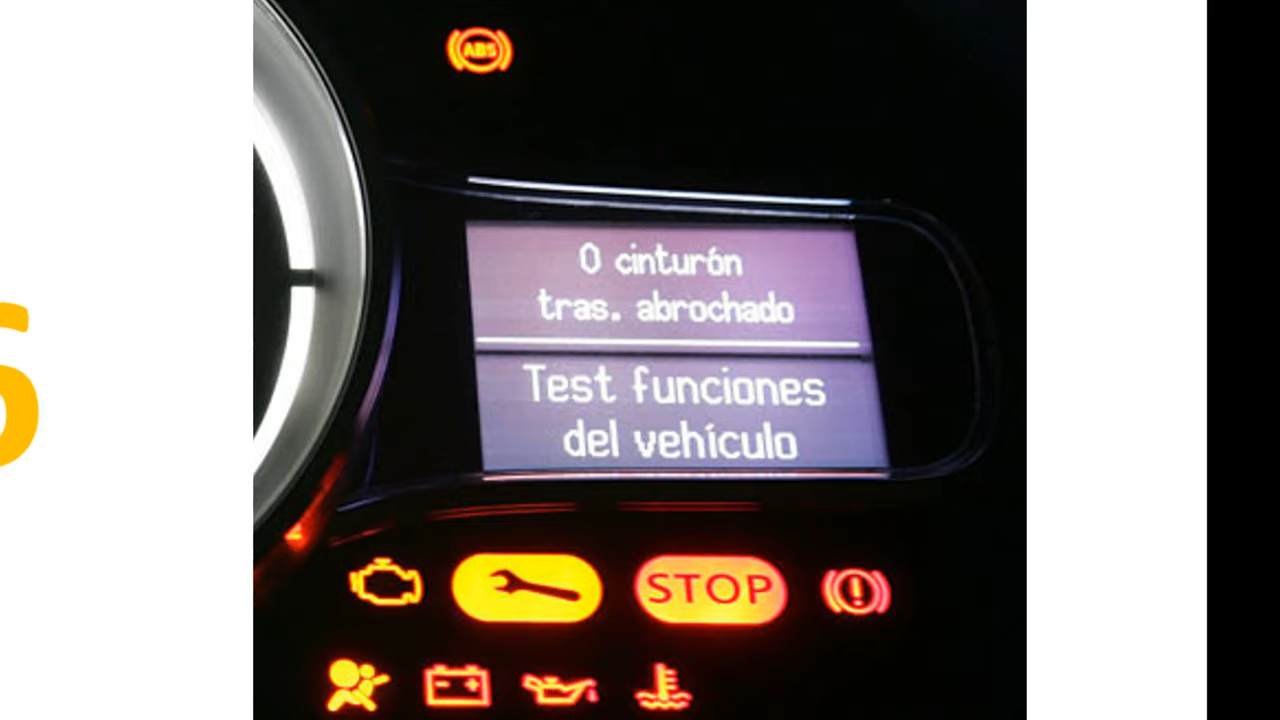 ABS
0 cinturón
tras. abrochado
Test funciones
del vehículo
STOP